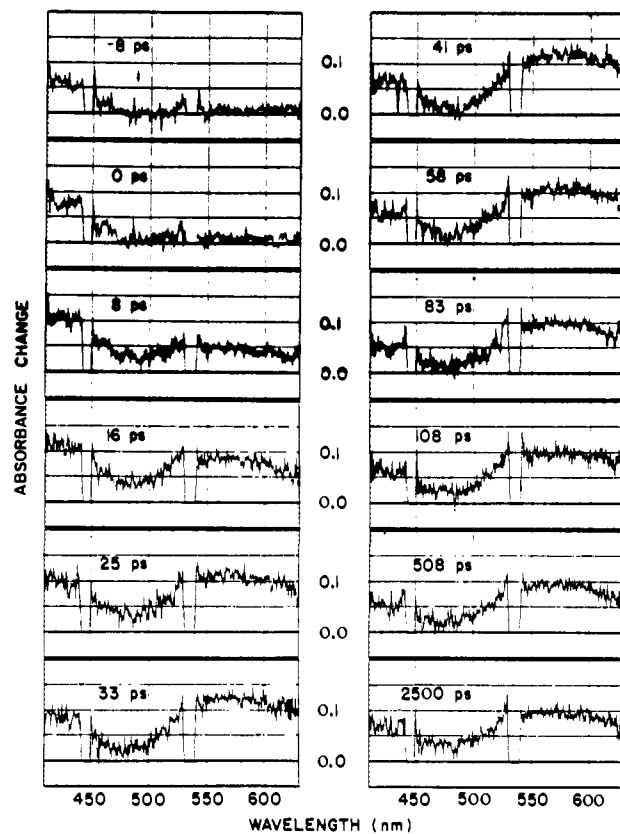 -8 ps
0.1
0.0
41 ps
0 ps
0.1
0.0
58 ps
8 ps
0.1
0.0
83 ps
16 ps
0.1
0.0
108 ps
25 ps
0.1
0.0
508 ps
33 ps
0.1
0.0
2500 ps
450 500 550 600
450 500 550 600
ABSORBANCE CHANGE
WAVELENGTH (nm)